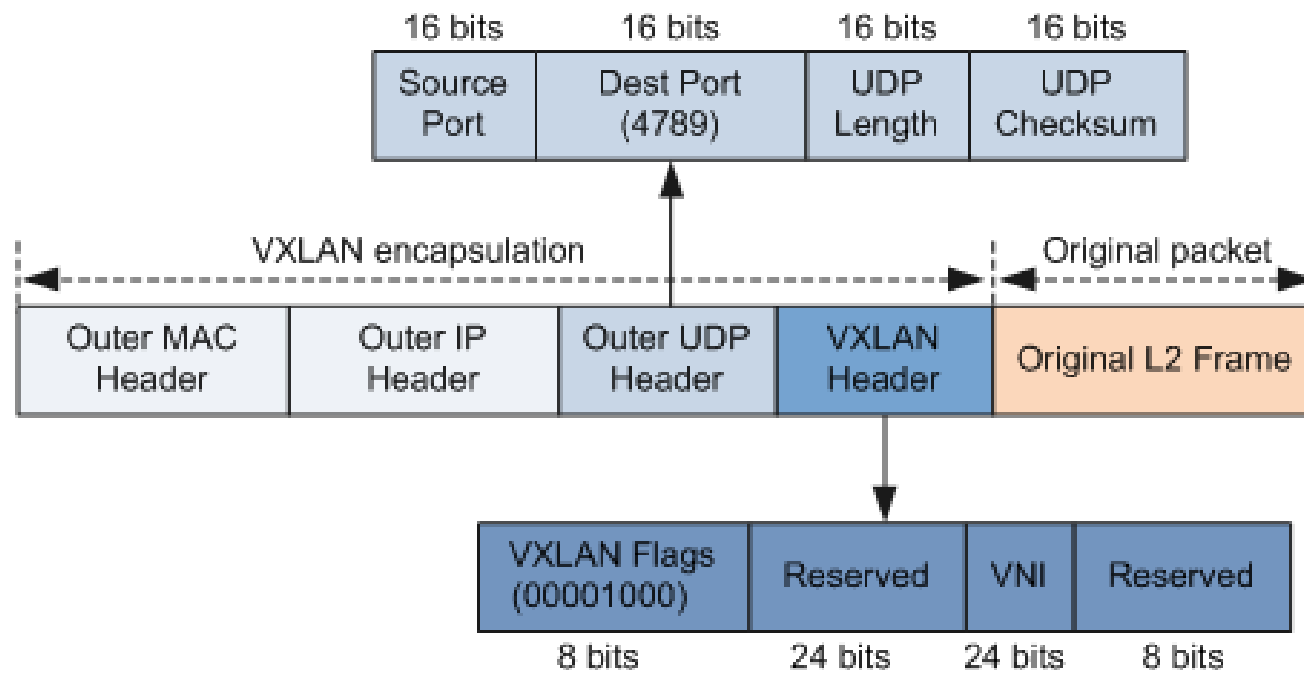 16 bits 16 bits 16 bits 16 bits
Source Port
Dest Port (4789)
UDP Length
UDP Checksum
VXLAN encapsulation
Original packet
Outer MAC Header
Outer IP Header
Outer UDP Header
VXLAN Header
Original L2 Frame
VXLAN Flags (00001000)
Reserved
VNI
Reserved
8 bits 24 bits 24 bits 8 bits